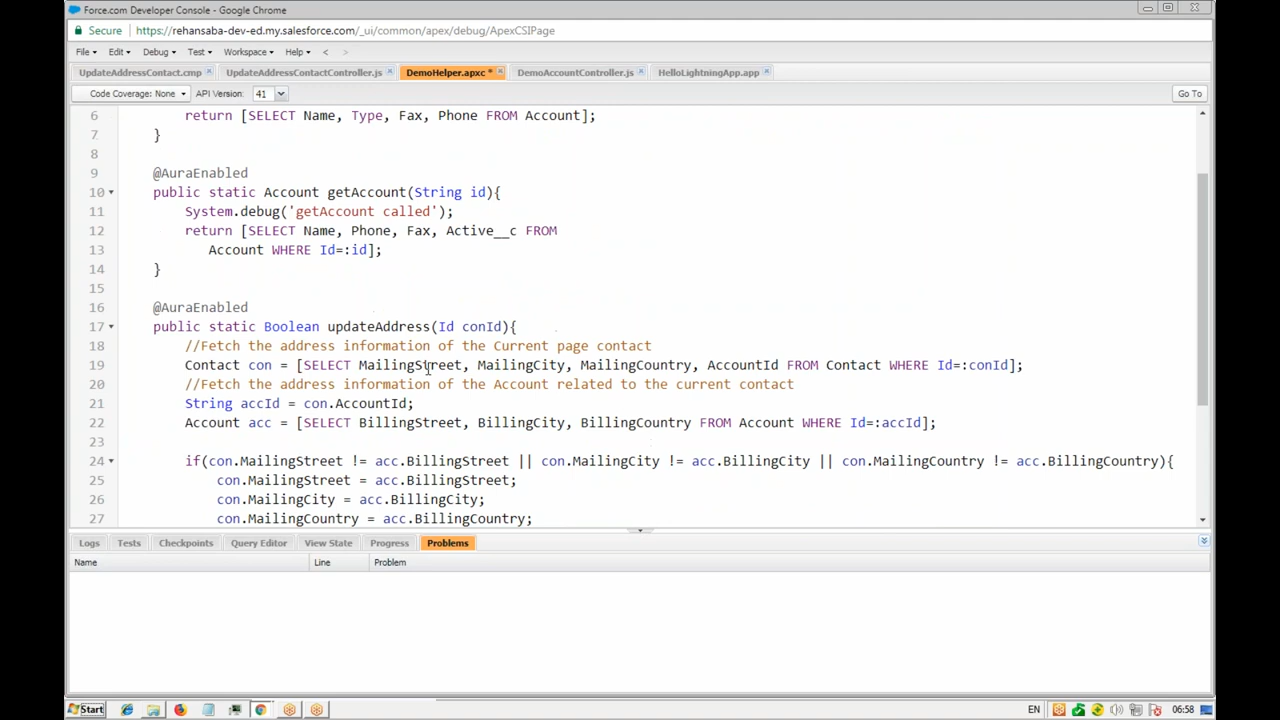 Force.com Developer Console - Google Chrome
Secure https://rehansaba-dev-ed.my.salesforce.com/_ui/common/apex/debug/ApexCSIPage
File Edit Debug Test Workspace Help < >
UpdateAddressContact.cmp UpdateAddressContactController.js DemoHelper.apxc * DemoAccountController.js HelloLightningApp.app
Code Coverage: None API Version: 41 Go To
6 return [SELECT Name, Type, Fax, Phone FROM Account];
7 }
8
9 @AuraEnabled
10 public static Account getAccount(String id){
11 System.debug('getAccount called');
12 return [SELECT Name, Phone, Fax, Active__c FROM
13 Account WHERE Id=:id];
14 }
15
16 @AuraEnabled
17 public static Boolean updateAddress(Id conId){
18 //Fetch the address information of the Current page contact
19 Contact con = [SELECT MailingStreet, MailingCity, MailingCountry, AccountId FROM Contact WHERE Id=:conId];
20 //Fetch the address information of the Account related to the current contact
21 String accId = con.AccountId;
22 Account acc = [SELECT BillingStreet, BillingCity, BillingCountry FROM Account WHERE Id=:accId];
23
24 if(con.MailingStreet != acc.BillingStreet || con.MailingCity != acc.BillingCity || con.MailingCountry != acc.BillingCountry){
25 con.MailingStreet = acc.BillingStreet;
26 con.MailingCity = acc.BillingCity;
27 con.MailingCountry = acc.BillingCountry;
Logs Tests Checkpoints Query Editor View State Progress Problems
Name Line Problem
Start EN 06:58